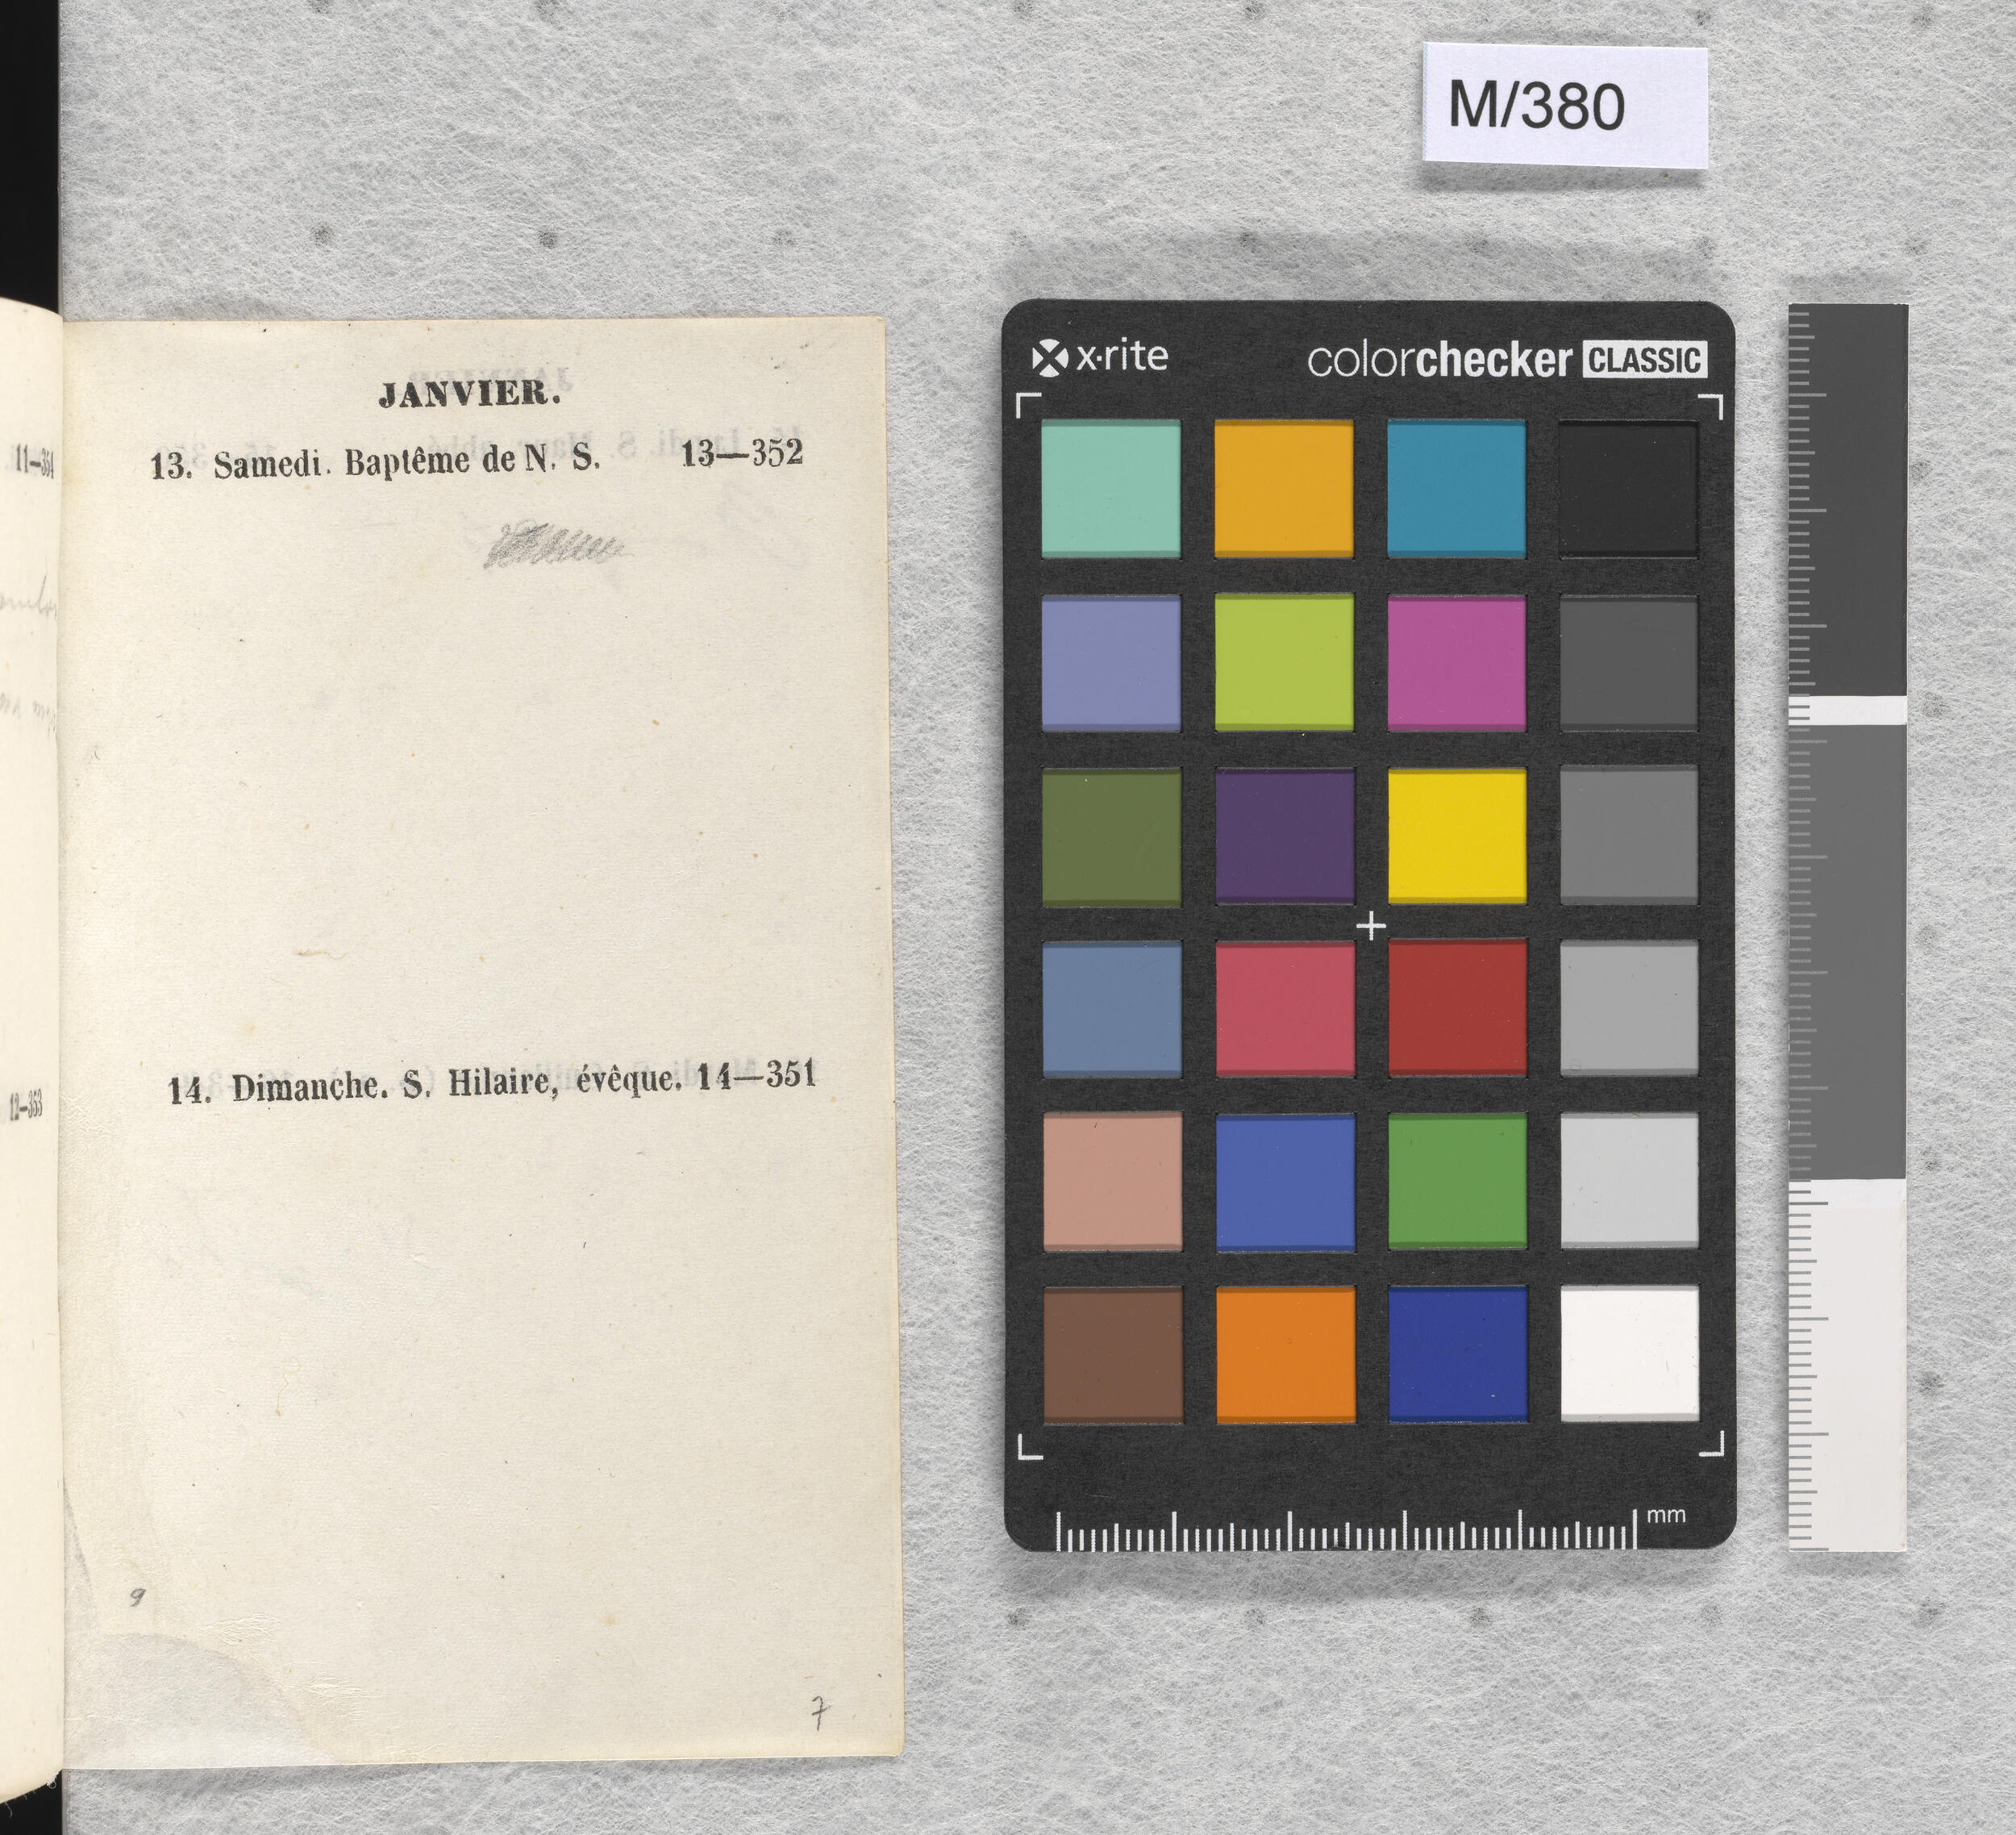 M/380
JANVIER.
13. Samedi. Baptême de N. S. 13—352
14. Dimanche. S. Hilaire, évêque. 14—351
9
7
11—354
12—353
x·rite
colorchecker CLASSIC
mm